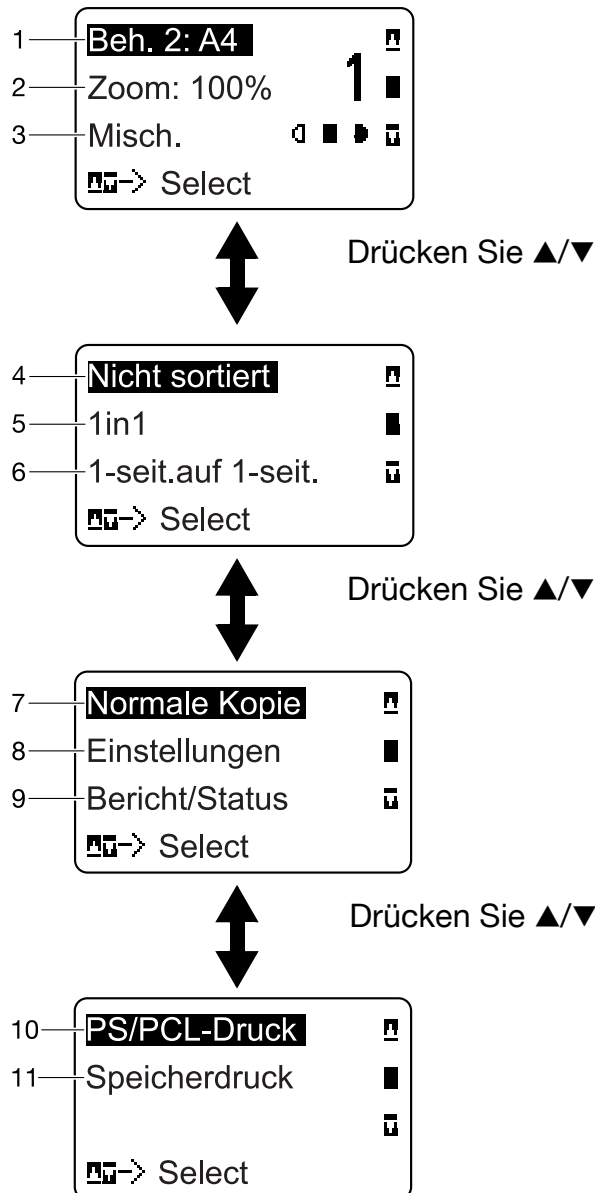 1 Beh. 2: A4
2 Zoom: 100% 1
3 Misch.
-> Select
Drücken Sie ▲/▼
4 Nicht sortiert
5 1in1
6 1-seit.auf 1-seit.
-> Select
Drücken Sie ▲/▼
7 Normale Kopie
8 Einstellungen
9 Bericht/Status
-> Select
Drücken Sie ▲/▼
10 PS/PCL-Druck
11 Speicherdruck
-> Select